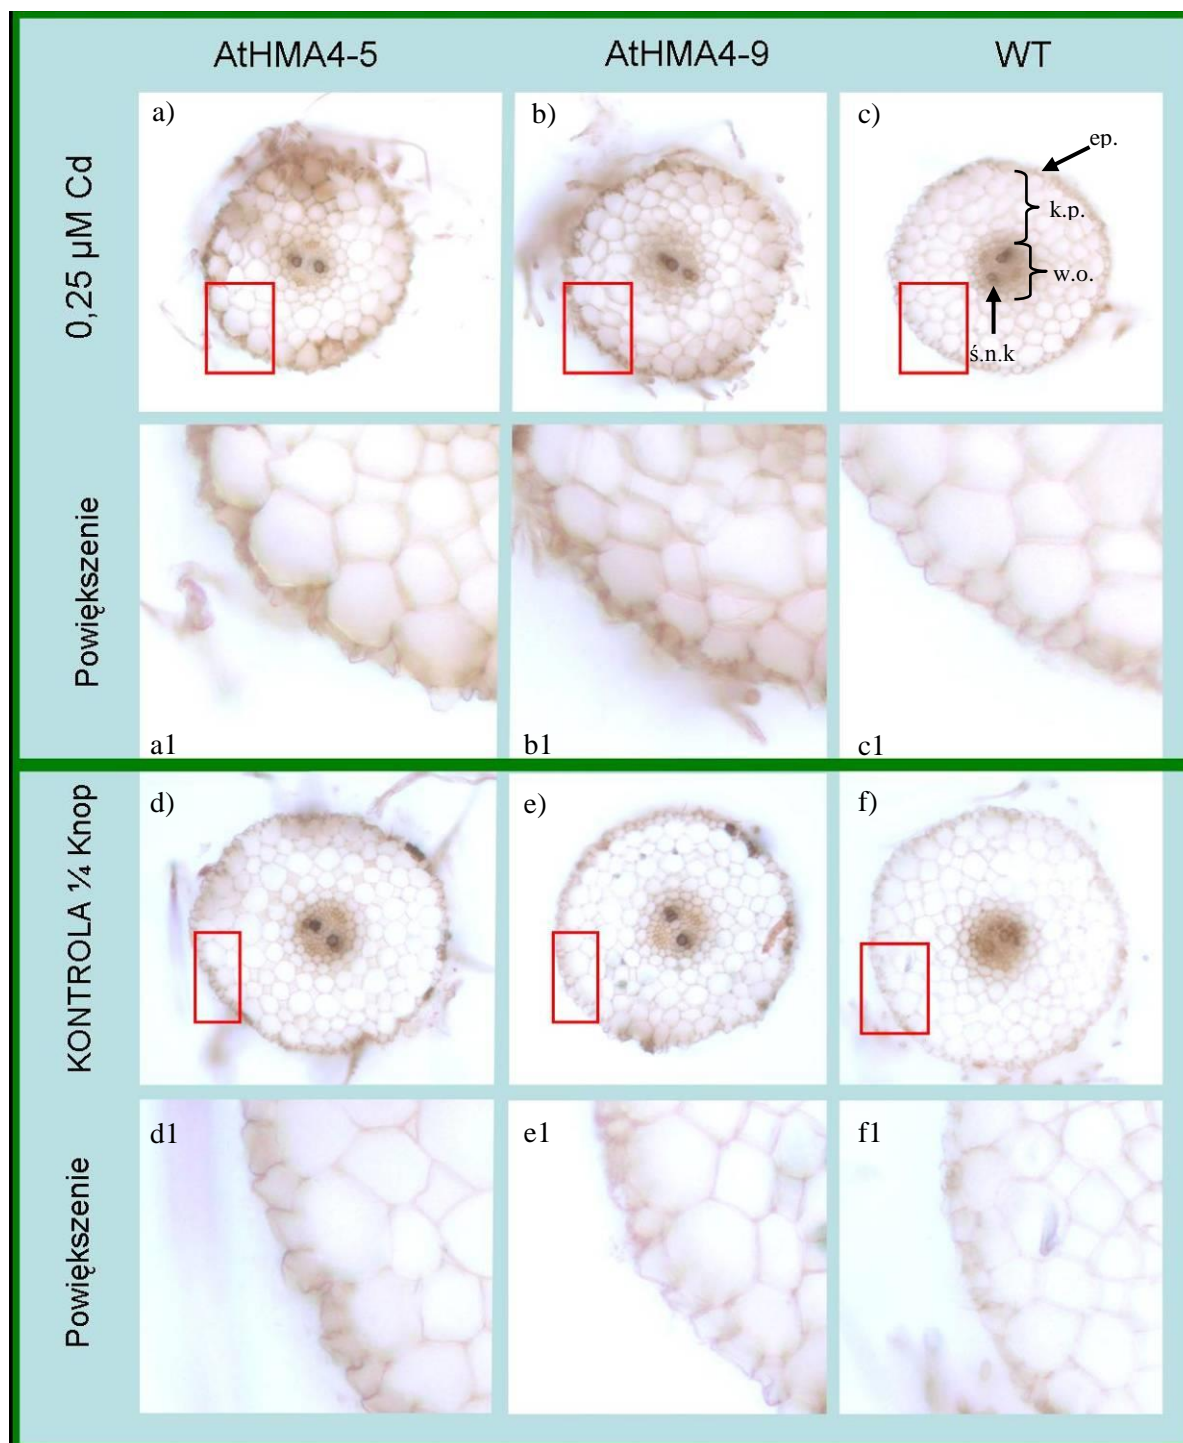 AtHMA4-5 AtHMA4-9 WT
0,25 µM Cd
a) b) c)
ep.
k.p.
w.o.
ś.n.k
Powiększenie
a1 b1 c1
KONTROLA ¼ Knop
d) e) f)
Powiększenie
d1 e1 f1